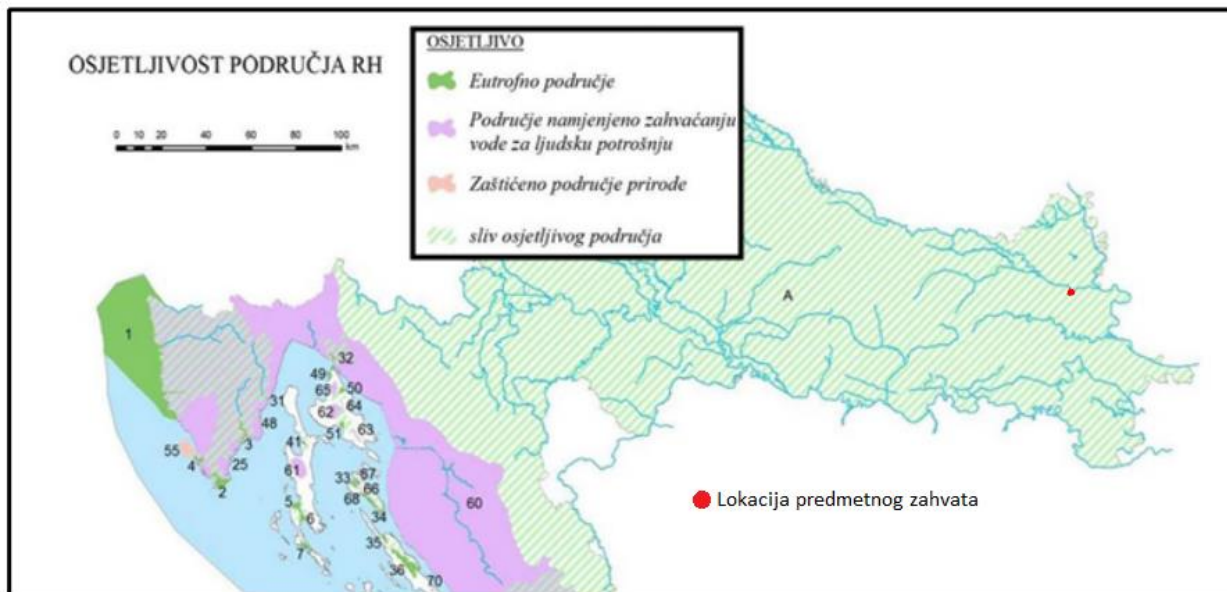 OSJETLJIVOST PODRUČJA RH
0 10 20 40 60 80 100
km
OSJETLJIVO
Eutrofno područje
Područje namjenjeno zahvaćanju
vode za ljudsku potrošnju
Zaštićeno područje prirode
sliv osjetljivog područja
A
1
32
49
65
50
31
62
64
48
51
63
3
41
55
4
25
61
33
67
2
66
68
5
60
34
6
35
7
36
70
Lokacija predmetnog zahvata